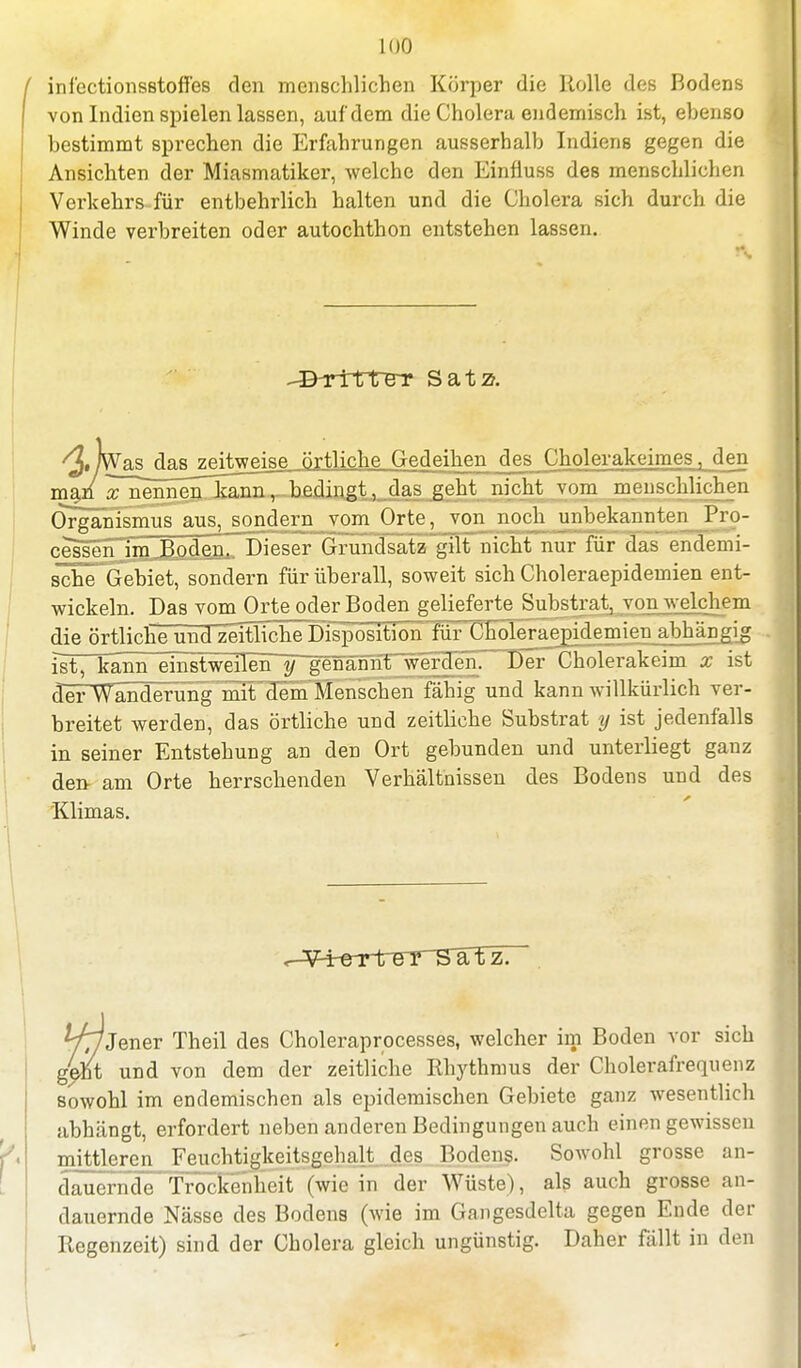 100
infectionsstoffes den menschlichen Körper die Rolle des Bodens
von Indien spielen lassen, auf dem die Cholera endemisch ist, ebenso
bestimmt sprechen die Erfahrungen ausserhalb Indiens gegen die
Ansichten der Miasmatiker, welche den Einfluss des menschlichen
Verkehrs für entbehrlich halten und die Cholera sich durch die
Winde verbreiten oder autochthon entstehen lassen.
Dritter Satz.
3. Was das zeitweise örtliche Gedeihen des Cholerakeimes, den
man x nennen kann, bedingt, das geht nicht vom menschlichen
Organismus aus, sondern vom Orte, von noch unbekannten Pro-
cessen im Boden. Dieser Grundsatz gilt nicht nur für das endemi-
sche Gebiet, sondern für überall, soweit sich Choleraepidemien ent-
wickeln. Das vom Orte oder Boden gelieferte Substrat, von welchem
die örtliche und zeitliche Disposition für Choleraepidemien abhängig
ist, kann einstweilen y genannt werden. Der Cholerakeim x ist
der Wanderung mit dem Menschen fähig und kann willkürlich ver-
breitet werden, das örtliche und zeitliche Substrat y ist jedenfalls
in seiner Entstehung an den Ort gebunden und unterliegt ganz
den am Orte herrschenden Verhältnissen des Bodens und des
Klimas.
Vierter Satz.
4. Jener Theil des Choleraprocesses, welcher im Boden vor sich
geht und von dem der zeitliche Rhythmus der Cholerafrequenz
sowohl im endemischen als epidemischen Gebiete ganz wesentlich
abhängt, erfordert neben anderen Bedingungen auch einen gewissen
mittleren Feuchtigkeitsgehalt des Bodens. Sowohl grosse an-
dauernde Trockenheit (wie in der Wüste), als auch grosse an-
dauernde Nässe des Bodens (wie im Gangesdelta gegen Ende der
Regenzeit) sind der Cholera gleich ungünstig. Daher fällt in den